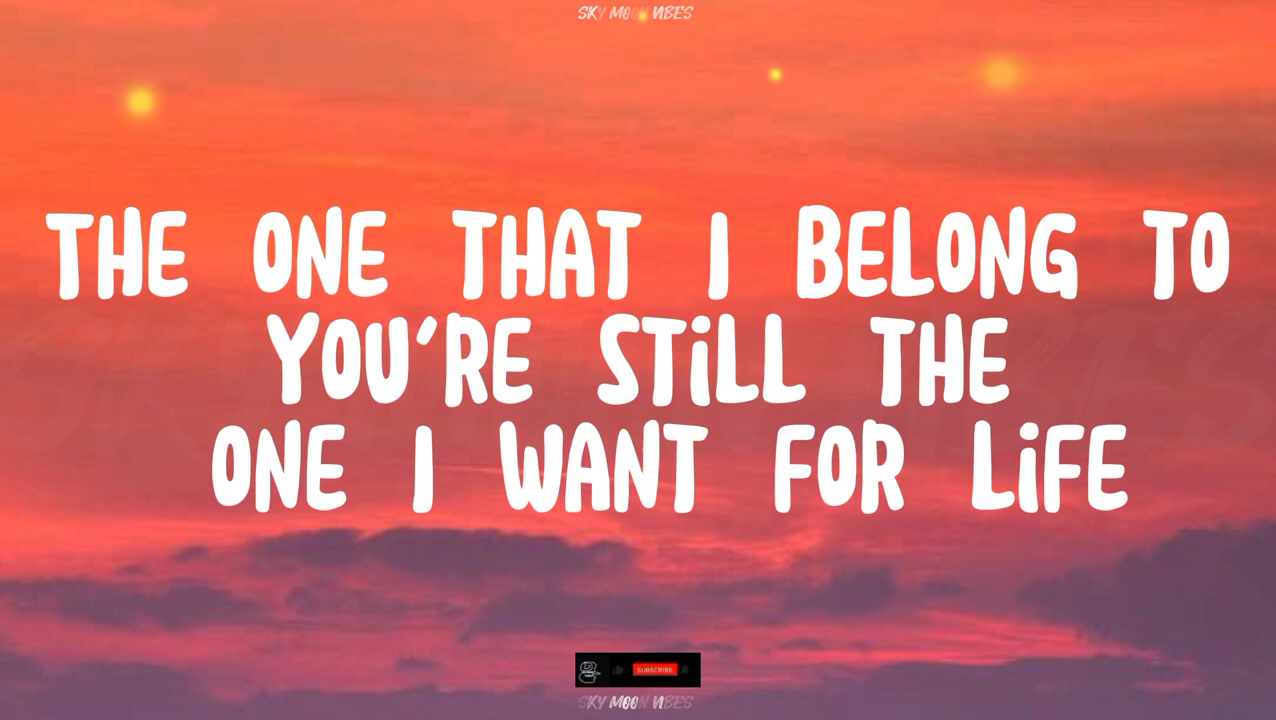 SKY MOON VIBES
THE ONE THAT I BELONG TO
YOU'RE STiLL THE
ONE I WANT FOR LiFE
SUBSCRIBE
SKY MOON VIBES